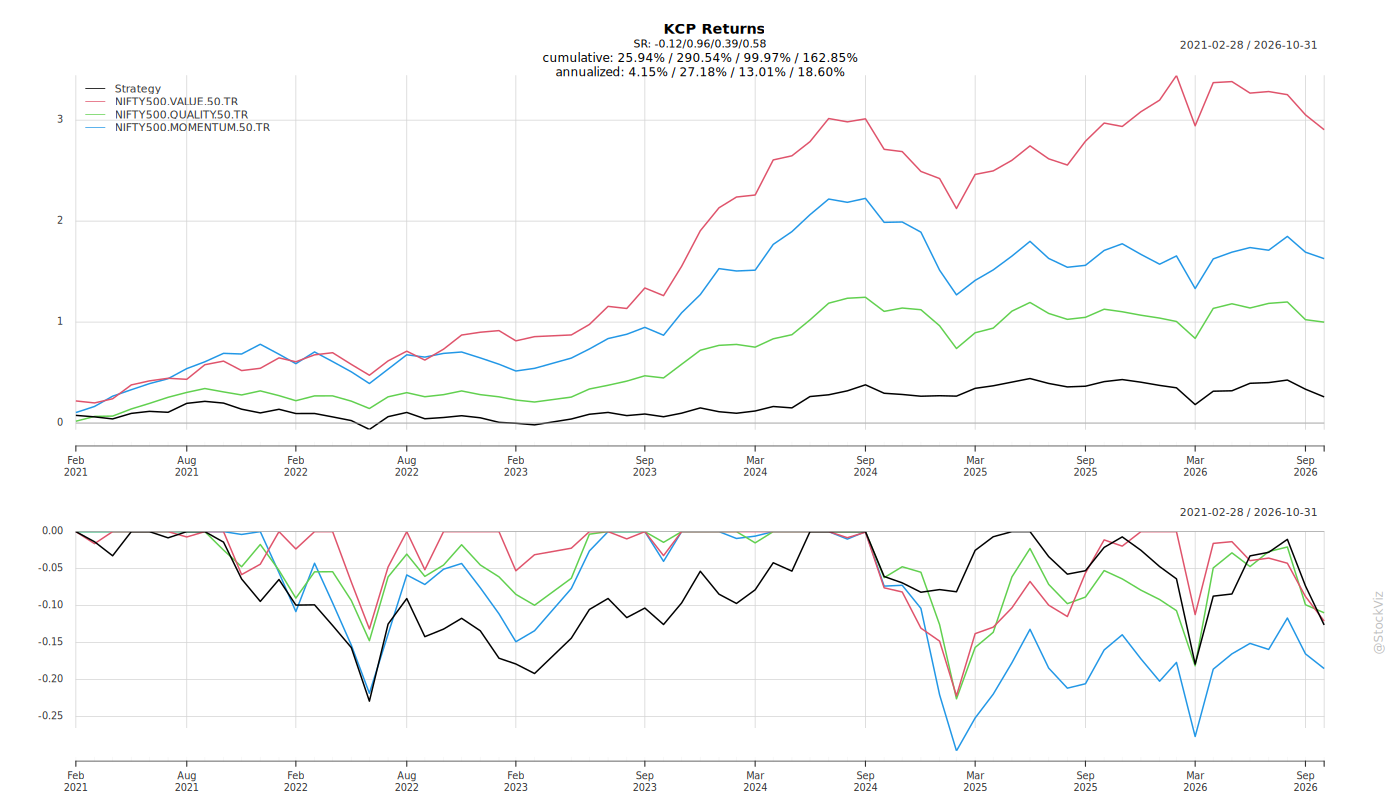 KCP Returns
SR: -0.12/0.96/0.39/0.58
cumulative: 25.94% / 290.54% / 99.97% / 162.85%
annualized: 4.15% / 27.18% / 13.01% / 18.60%
2021-02-28 / 2026-10-31
Strategy
NIFTY500.VALUE.50.TR
NIFTY500.QUALITY.50.TR
NIFTY500.MOMENTUM.50.TR
3
2
1
0
Feb Aug Feb Aug Feb Sep Mar Sep Mar Sep Mar Sep
2021 2021 2022 2022 2023 2023 2024 2024 2025 2025 2026 2026
2021-02-28 / 2026-10-31
0.00
-0.05
-0.10
-0.15
-0.20
-0.25
Feb Aug Feb Aug Feb Sep Mar Sep Mar Sep Mar Sep
2021 2021 2022 2022 2023 2023 2024 2024 2025 2025 2026 2026
@StockViz